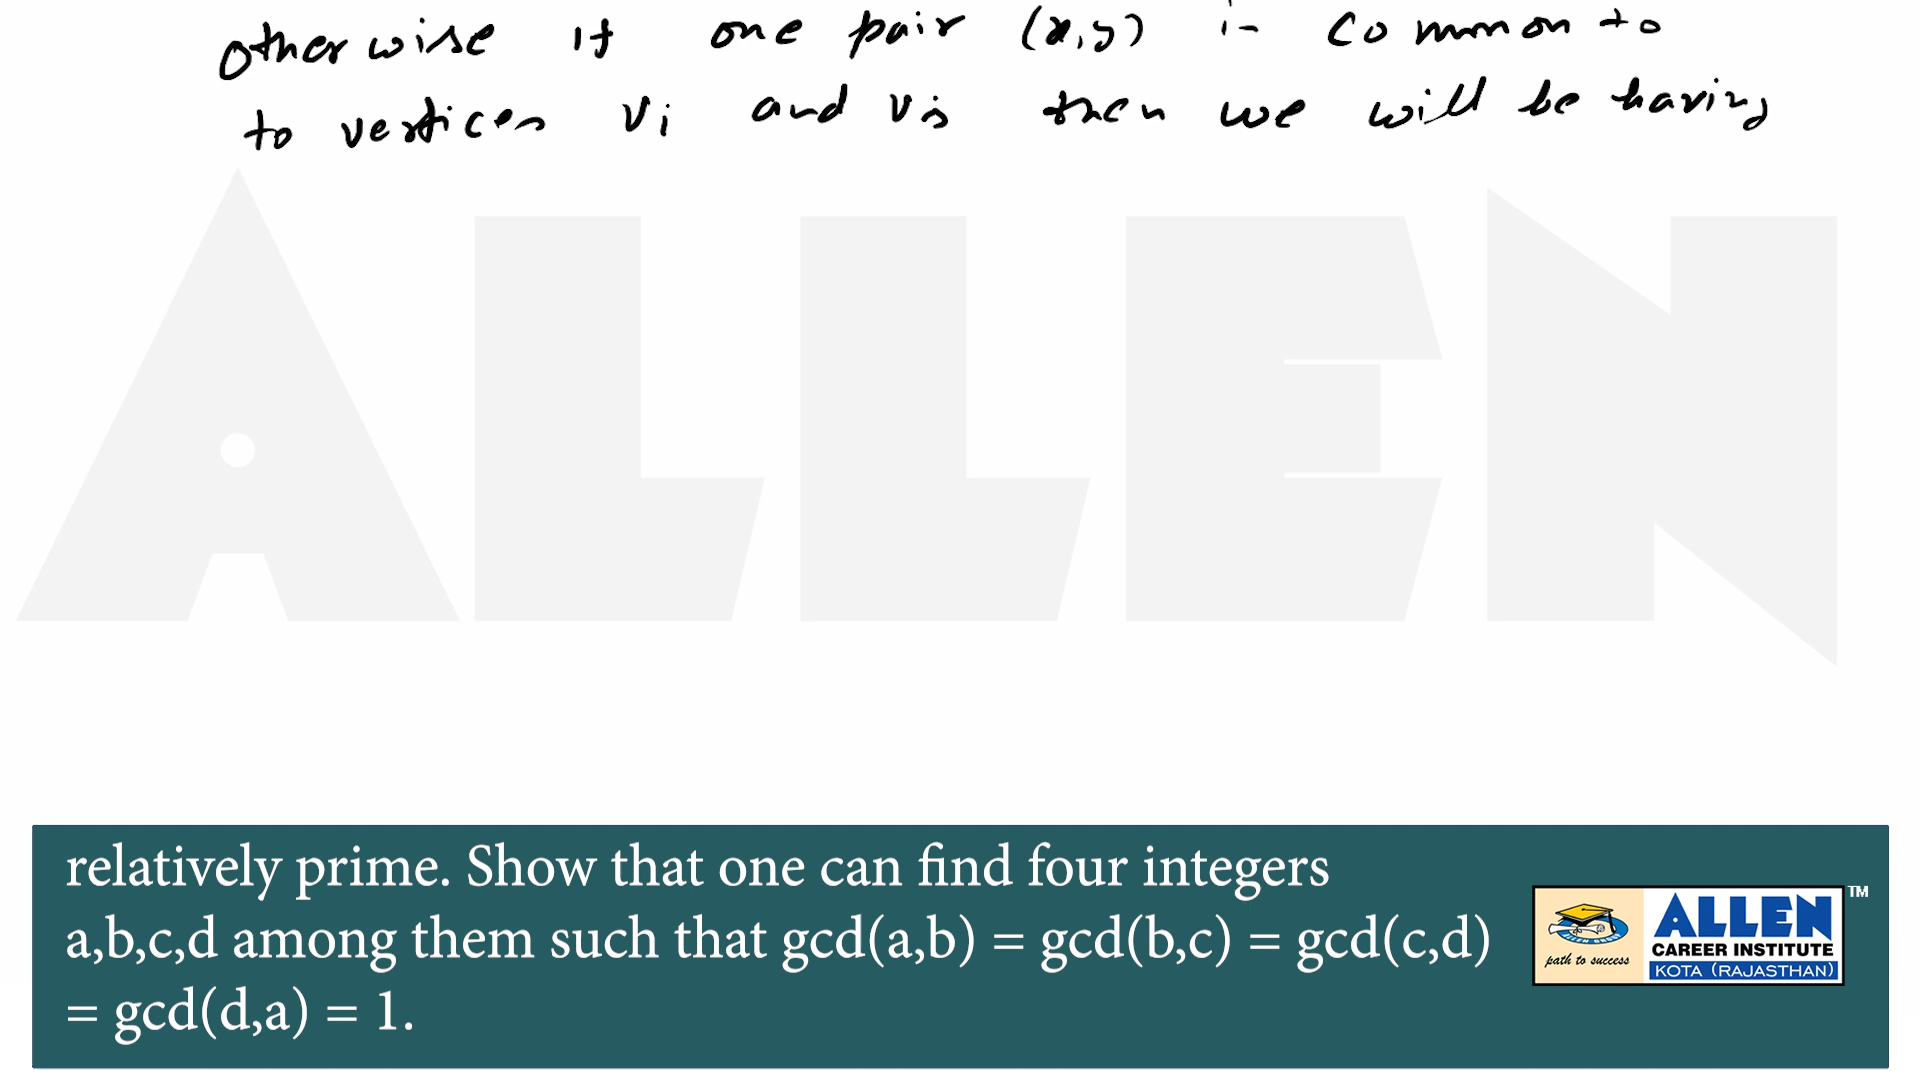 otherwise if one pair (x,y) is common to
to vertices vi and vj then we will be having
ALLEN
relatively prime. Show that one can find four integers
a,b,c,d among them such that gcd(a,b) = gcd(b,c) = gcd(c,d)
= gcd(d,a) = 1.
ALLEN
TM
CAREER INSTITUTE
path to success
KOTA (RAJASTHAN)